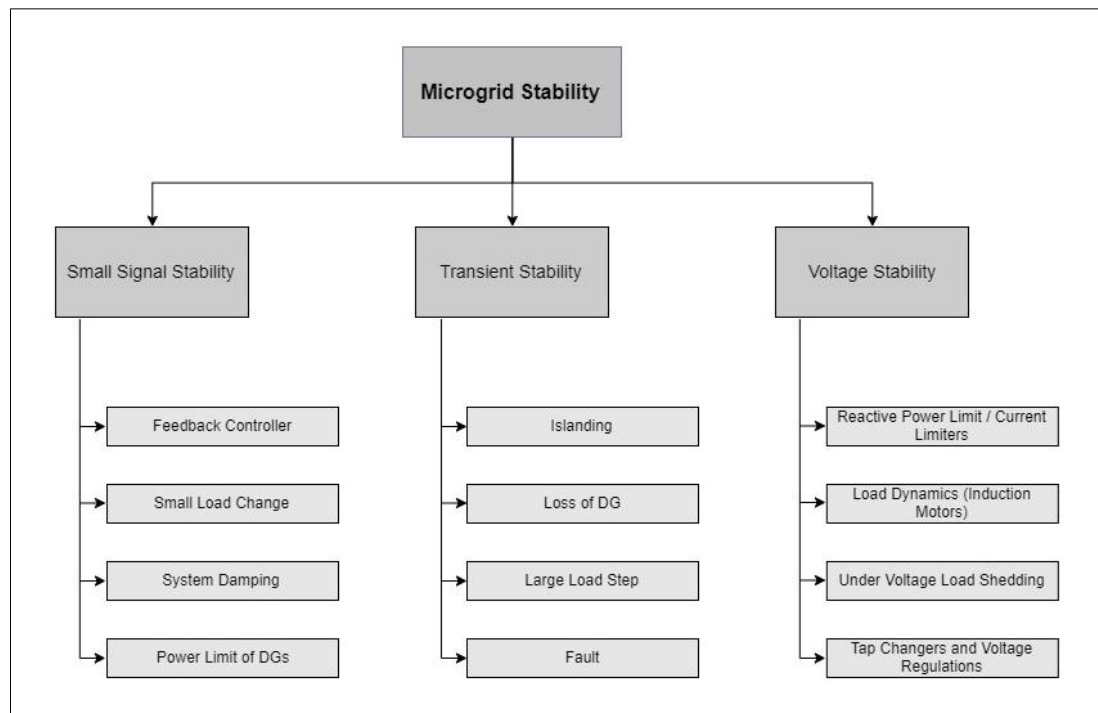 Microgrid Stability
Small Signal Stability
Transient Stability
Voltage Stability
Feedback Controller
Small Load Change
System Damping
Power Limit of DGs
Islanding
Loss of DG
Large Load Step
Fault
Reactive Power Limit / Current
Limiters
Load Dynamics (Induction
Motors)
Under Voltage Load Shedding
Tap Changers and Voltage
Regulations